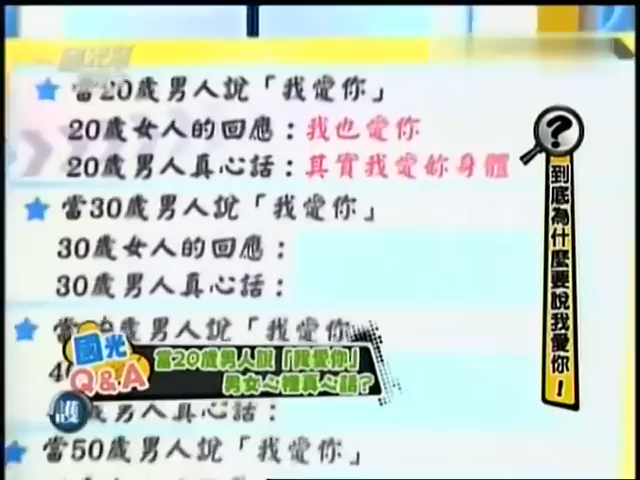 當20歲男人說「我愛你」
20歲女人的回應：我也愛你
20歲男人真心話：其實我愛妳身體
當30歲男人說「我愛你」
30歲女人的回應：
30歲男人真心話：
歲男人說「我愛你
歲男人真心話：
當50歲男人說「我愛你」
國光
Q&A
當20歲男人說「我愛你」
男女心裡真心話？
護
?
到底為什麼要說我愛你！